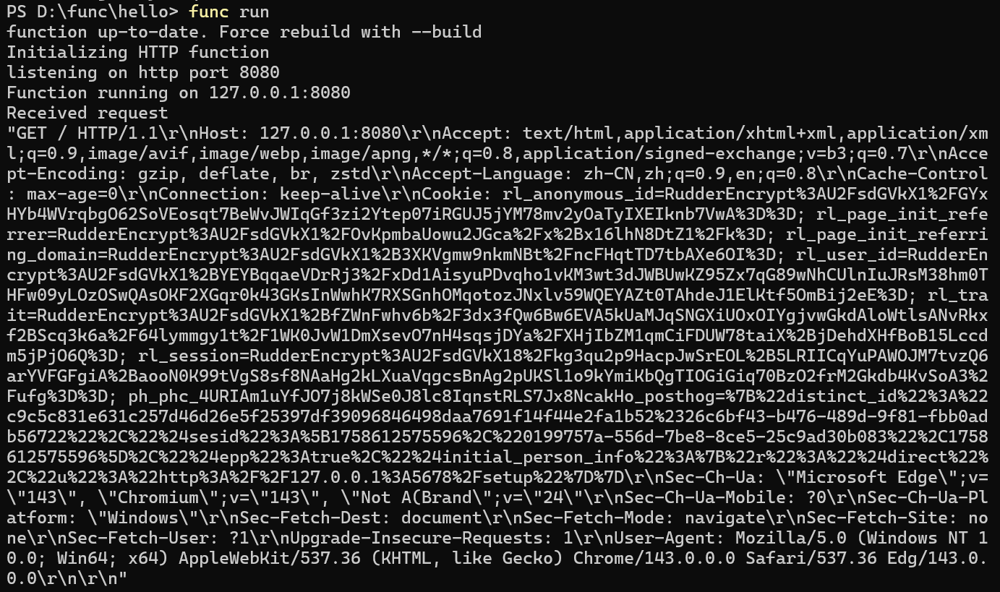 PS D:\func\hello> func run
function up-to-date. Force rebuild with --build
Initializing HTTP function
listening on http port 8080
Function running on 127.0.0.1:8080
Received request
"GET / HTTP/1.1\r\nHost: 127.0.0.1:8080\r\nAccept: text/html,application/xhtml+xml,application/xm
l;q=0.9,image/avif,image/webp,image/apng,*/*;q=0.8,application/signed-exchange;v=b3;q=0.7\r\nAcce
pt-Encoding: gzip, deflate, br, zstd\r\nAccept-Language: zh-CN,zh;q=0.9,en;q=0.8\r\nCache-Control
: max-age=0\r\nConnection: keep-alive\r\nCookie: rl_anonymous_id=RudderEncrypt%3AU2FsdGVkX1%2FGYx
HYb4WVrqbgO62SoVEosqt7BeWvJWIqGf3zi2Ytep07iRGUJ5jYM78mv2yOaTyIXEIknb7VwA%3D%3D; rl_page_init_refe
rrer=RudderEncrypt%3AU2FsdGVkX1%2FOvKpmbaUowu2JGca%2Fx%2Bx16lhN8DtZ1%2Fk%3D; rl_page_init_referri
ng_domain=RudderEncrypt%3AU2FsdGVkX1%2B3XKVgmw9nkmNBt%2FncFHqtTD7tbAXe6OI%3D; rl_user_id=RudderEn
crypt%3AU2FsdGVkX1%2BYEYBqqaeVDrRj3%2FxDd1AisyuPDvqho1vKM3wt3dJWBUwKZ95Zx7qG89wNhCUlnIuJRsM38hm0T
HFw09yLOzOSwQAsOKF2XGqr0k43GKsInWwhK7RXSGnhOMqotozJNxlv59WQEYAZt0TAhdeJ1ElKtf5OmBij2eE%3D; rl_tra
it=RudderEncrypt%3AU2FsdGVkX1%2BfZWnFwhv6b%2F3dx3fQw6Bw6EVA5kUaMJqSNGXiUOxOIYgjvwGkdAloWtlsANvRkx
f2BScq3k6a%2F64lymmgy1t%2F1WK0JvW1DmXsevO7nH4sqsjDYa%2FXHjIbZM1qmCiFDUW78taiX%2BjDehdXHfBoB15Lccd
m5jPjO6Q%3D; rl_session=RudderEncrypt%3AU2FsdGVkX18%2Fkg3qu2p9HacpJwSrEOL%2B5LRIICqYuPAWOJM7tvzQ6
arYVFGFgiA%2BaooN0K99tVgS8sf8NAaHg2kLXuaVqgcsBnAg2pUKSl1o9kYmiKbQgTIOGiGiq70BzO2frM2Gkdb4KvSoA3%2
Fufg%3D%3D; ph_phc_4URIAm1uYfJO7j8kWSe0J8lc8IqnstRLS7Jx8NcakHo_posthog=%7B%22distinct_id%22%3A%22
c9c5c831e631c257d46d26e5f25397df39096846498daa7691f14f44e2fa1b52%2326c6bf43-b476-489d-9f81-fbb0ad
b56722%22%2C%22%24sesid%22%3A%5B1758612575596%2C%220199757a-556d-7be8-8ce5-25c9ad30b083%22%2C1758
612575596%5D%2C%22%24epp%22%3Atrue%2C%22%24initial_person_info%22%3A%7B%22r%22%3A%22%24direct%22%
2C%22u%22%3A%22http%3A%2F%2F127.0.0.1%3A5678%2Fsetup%22%7D%7D\r\nSec-Ch-Ua: \"Microsoft Edge\";v=
\"143\", \"Chromium\";v=\"143\", \"Not A(Brand\";v=\"24\"\r\nSec-Ch-Ua-Mobile: ?0\r\nSec-Ch-Ua-Pl
atform: \"Windows\"\r\nSec-Fetch-Dest: document\r\nSec-Fetch-Mode: navigate\r\nSec-Fetch-Site: no
ne\r\nSec-Fetch-User: ?1\r\nUpgrade-Insecure-Requests: 1\r\nUser-Agent: Mozilla/5.0 (Windows NT 1
0.0; Win64; x64) AppleWebKit/537.36 (KHTML, like Gecko) Chrome/143.0.0.0 Safari/537.36 Edg/143.0.
0.0\r\n\r\n"